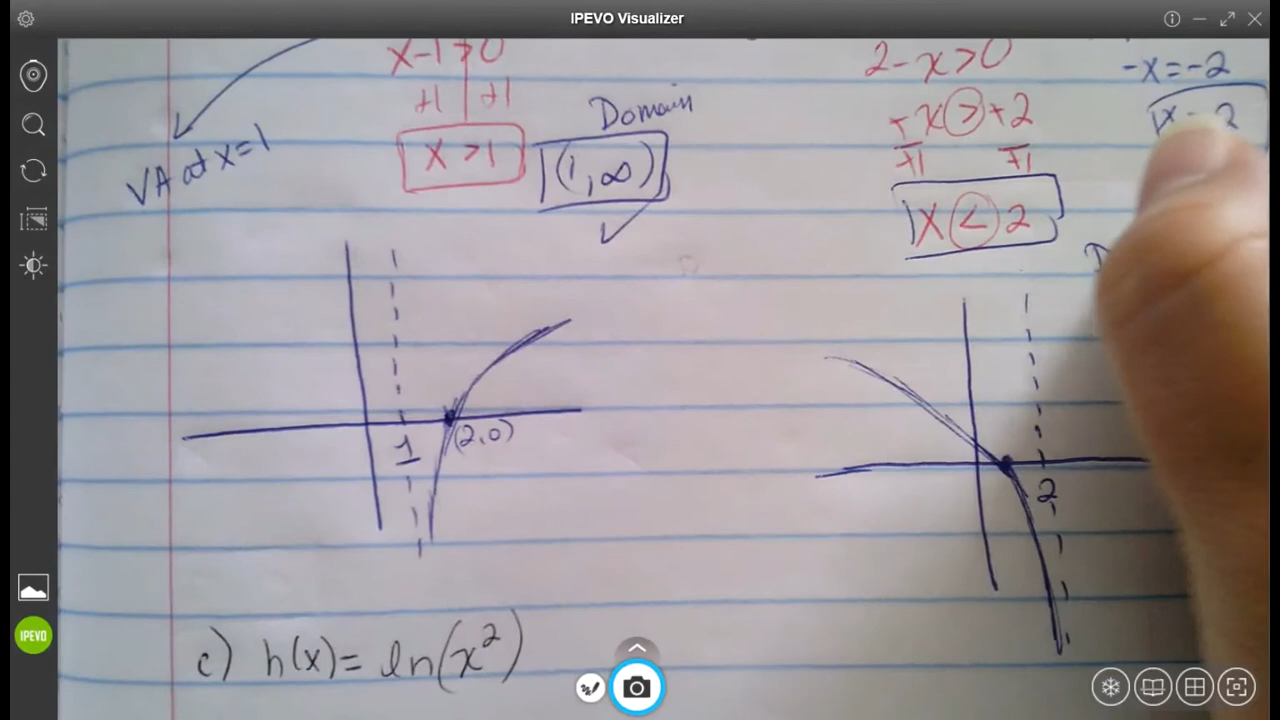 IPEVO Visualizer
x-1>0
+1 | +1
x >1
Domain
(1, ∞)
VA at x=1
1
(2,0)
2-x>0
-x > +2
x < 2
-x=-2
2
IPEVO
c) h(x)= ln(x²)